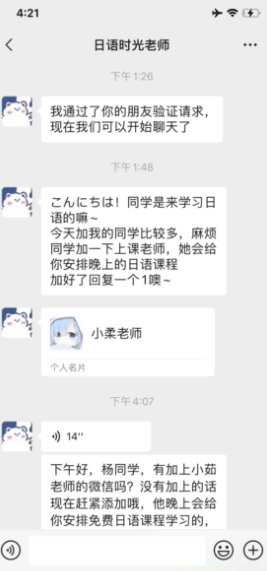 4:21
日语时光老师
下午1:26
我通过了你的朋友验证请求，
现在我们可以开始聊天了
下午1:48
こんにちは！同学是来学习日
语的嘛~
今天加我的同学比较多，麻烦
同学加一下上课老师，她会给
你安排晚上的日语课程
加好了回复一个1噢~
小柔老师
个人名片
下午4:07
14''
下午好，杨同学，有加上小茹
老师的微信吗？没有加上的话
现在赶紧添加哦，他晚上会给
你安排免费日语课程学习的，